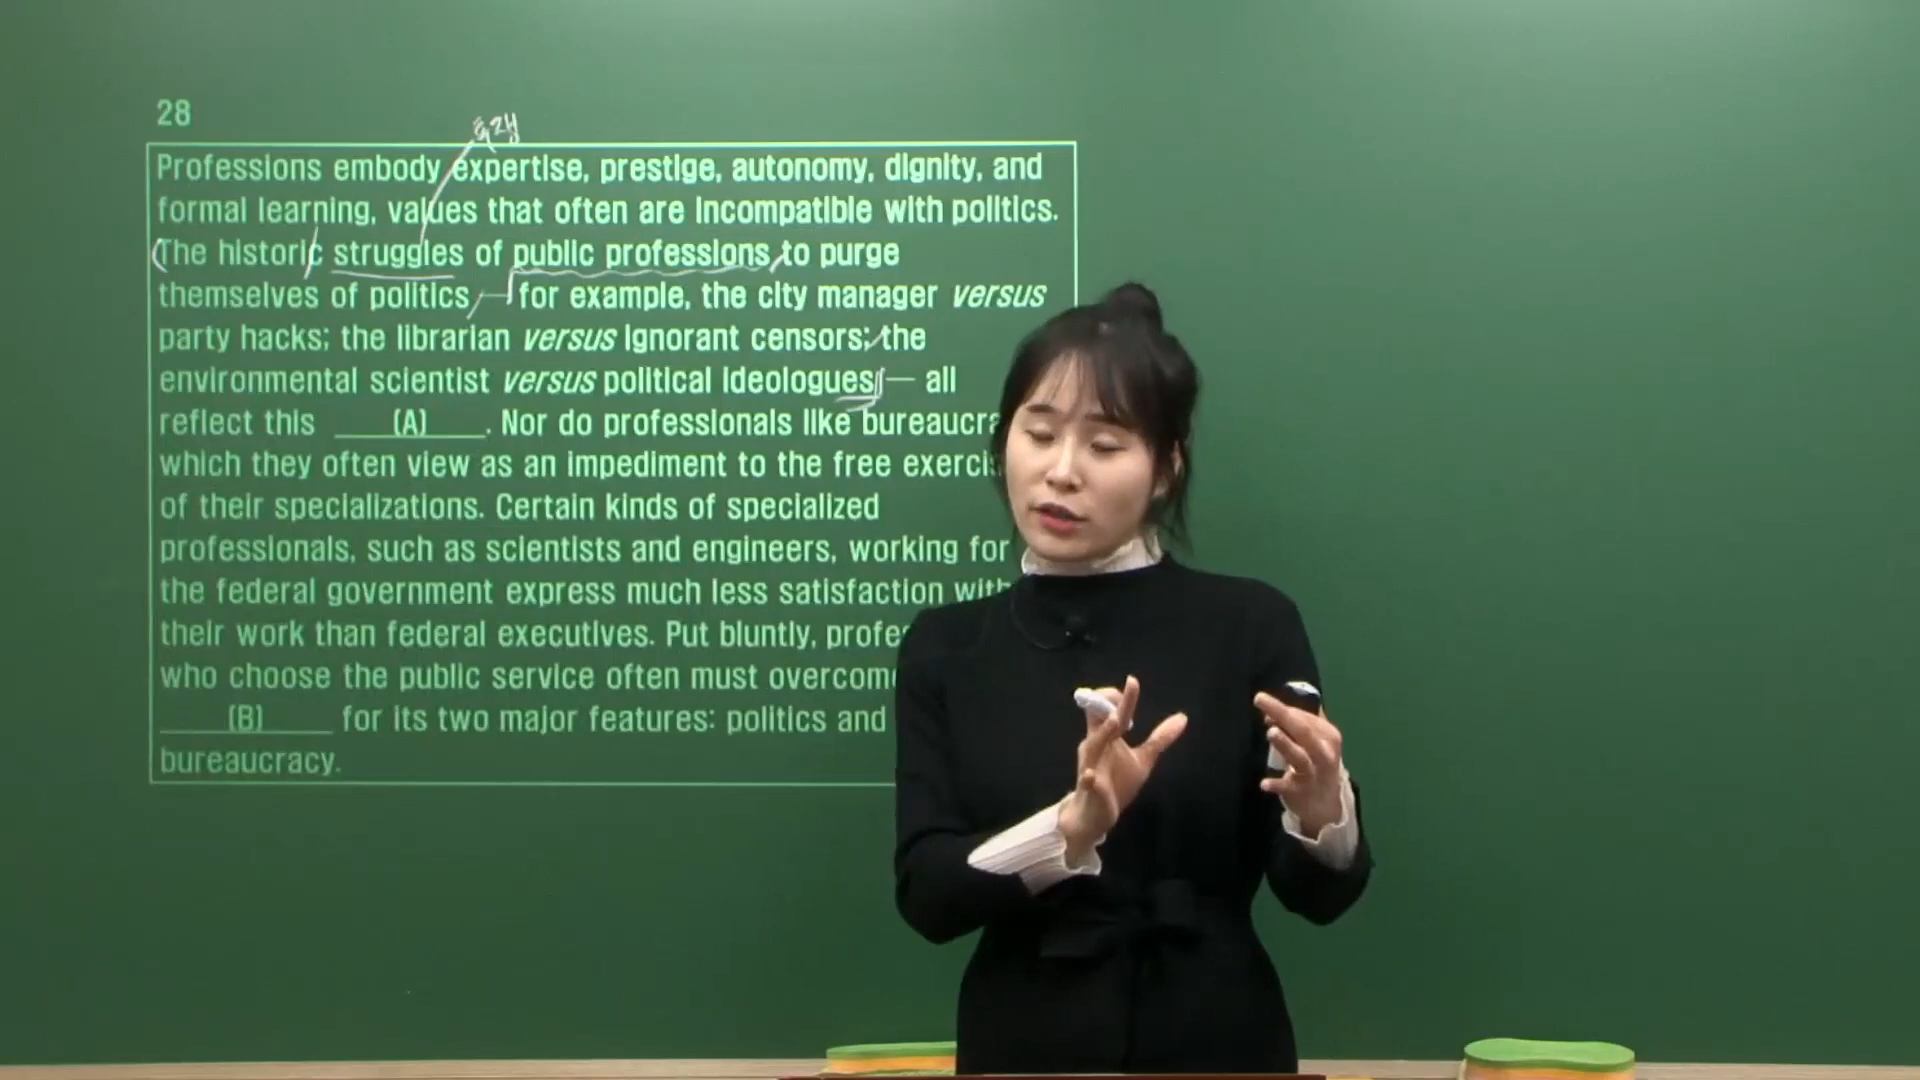 28
Professions embody expertise, prestige, autonomy, dignity, and
formal learning, values that often are incompatible with politics.
The historic struggles of public professions to purge
themselves of politics — for example, the city manager versus
party hacks; the librarian versus ignorant censors; the
environmental scientist versus political ideologues — all
reflect this (A) . Nor do professionals like
which they often view as an impediment to the free
of their specializations. Certain kinds of specialized
professionals, such as scientists and engineers, working for
the federal government express much less satisfaction with
their work than federal executives. Put bluntly,
who choose the public service often must overcome
(B) for its two major features: politics and
bureaucracy.